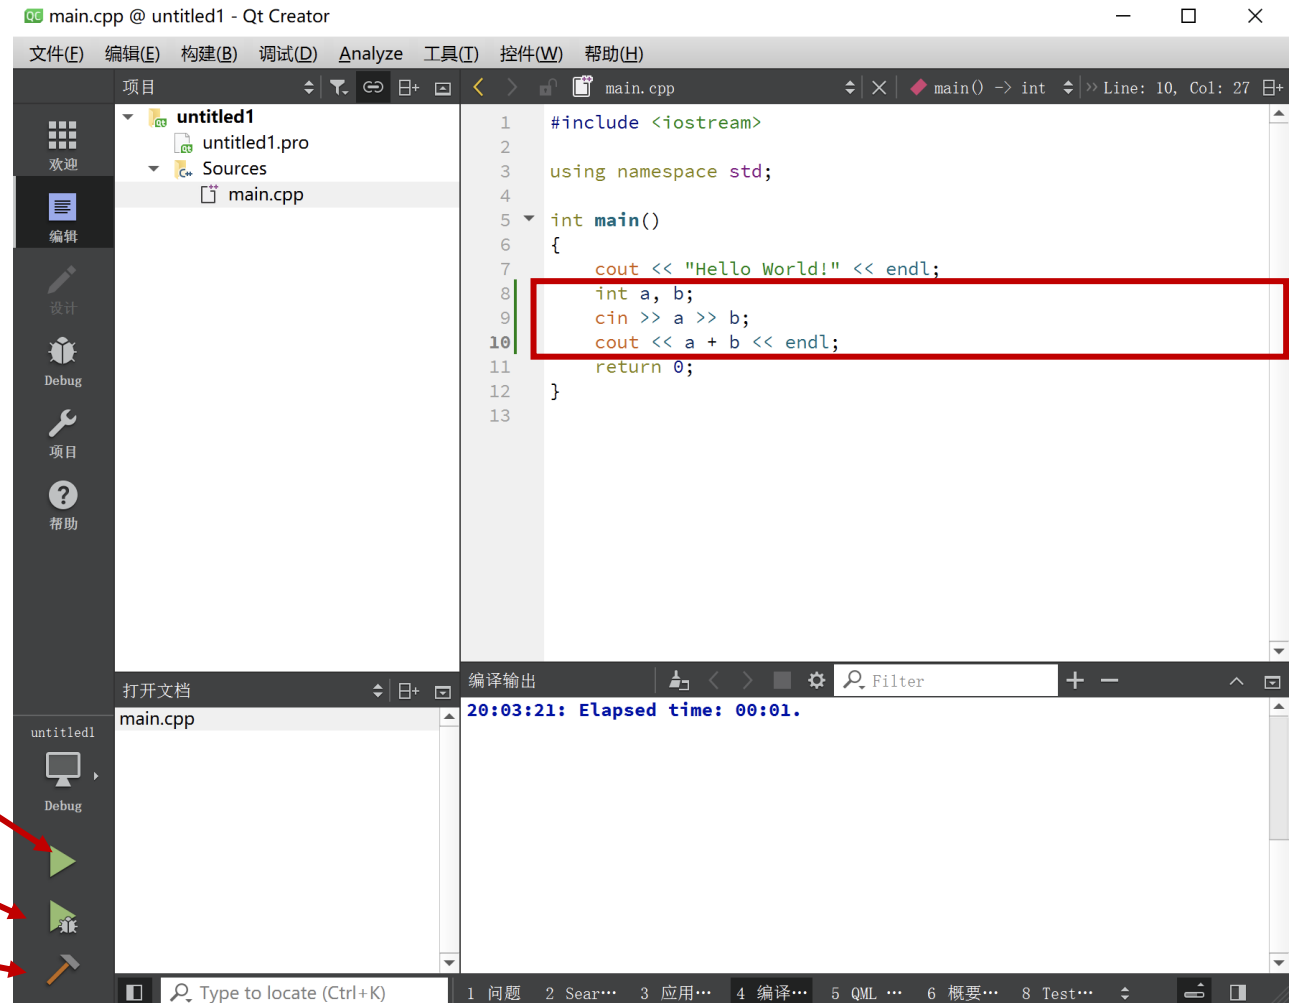 main.cpp @ untitled1 - Qt Creator
文件(F) 编辑(E) 构建(B) 调试(D) Analyze 工具(T) 控件(W) 帮助(H)
项目
main.cpp
main() -> int
Line: 10, Col: 27
欢迎
编辑
设计
Debug
项目
帮助
untitled1
untitled1.pro
Sources
main.cpp
1 #include <iostream>
2
3 using namespace std;
4
5 int main()
6 {
7 cout << "Hello World!" << endl;
8 int a, b;
9 cin >> a >> b;
10 cout << a + b << endl;
11 return 0;
12 }
13
打开文档
main.cpp
编译输出
Filter
20:03:21: Elapsed time: 00:01.
untitled1
Debug
Type to locate (Ctrl+K)
1 问题 2 Sear… 3 应用… 4 编译… 5 QML … 6 概要… 8 Test…